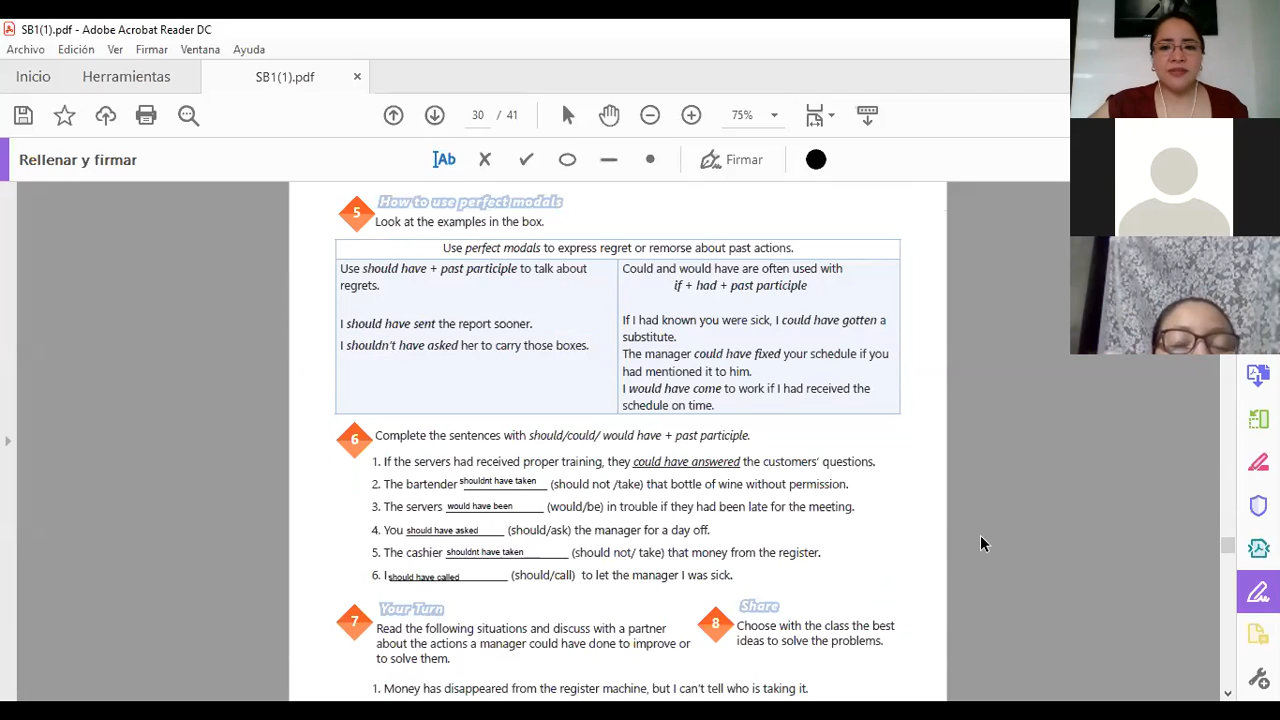 SB1(1).pdf - Adobe Acrobat Reader DC
Archivo Edición Ver Firmar Ventana Ayuda
Inicio Herramientas SB1(1).pdf ×
30 / 41 75%
Rellenar y firmar Ab Firmar
5 How to use perfect modals
Look at the examples in the box.
Use perfect modals to express regret or remorse about past actions.
Use should have + past participle to talk about
regrets.
I should have sent the report sooner.
I shouldn't have asked her to carry those boxes.
Could and would have are often used with
if + had + past participle
If I had known you were sick, I could have gotten a
substitute.
The manager could have fixed your schedule if you
had mentioned it to him.
I would have come to work if I had received the
schedule on time.
6 Complete the sentences with should/could/ would have + past participle.
1. If the servers had received proper training, they could have answered the customers' questions.
2. The bartender shouldnt have taken (should not /take) that bottle of wine without permission.
3. The servers would have been (would/be) in trouble if they had been late for the meeting.
4. You should have asked (should/ask) the manager for a day off.
5. The cashier shouldnt have taken (should not/ take) that money from the register.
6. I should have called (should/call) to let the manager I was sick.
7 Your Turn
Read the following situations and discuss with a partner
about the actions a manager could have done to improve or
to solve them.
8 Share
Choose with the class the best
ideas to solve the problems.
1. Money has disappeared from the register machine, but I can't tell who is taking it.